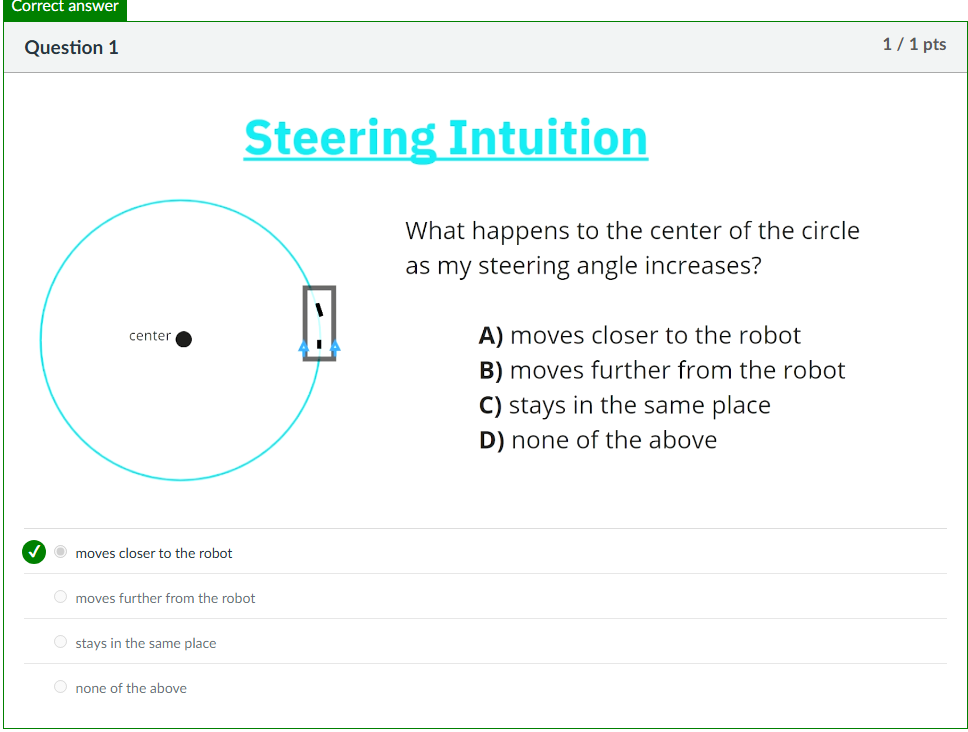 Correct answer
Question 1
1 / 1 pts
Steering Intuition
What happens to the center of the circle
as my steering angle increases?
center
A) moves closer to the robot
B) moves further from the robot
C) stays in the same place
D) none of the above
moves closer to the robot
moves further from the robot
stays in the same place
none of the above